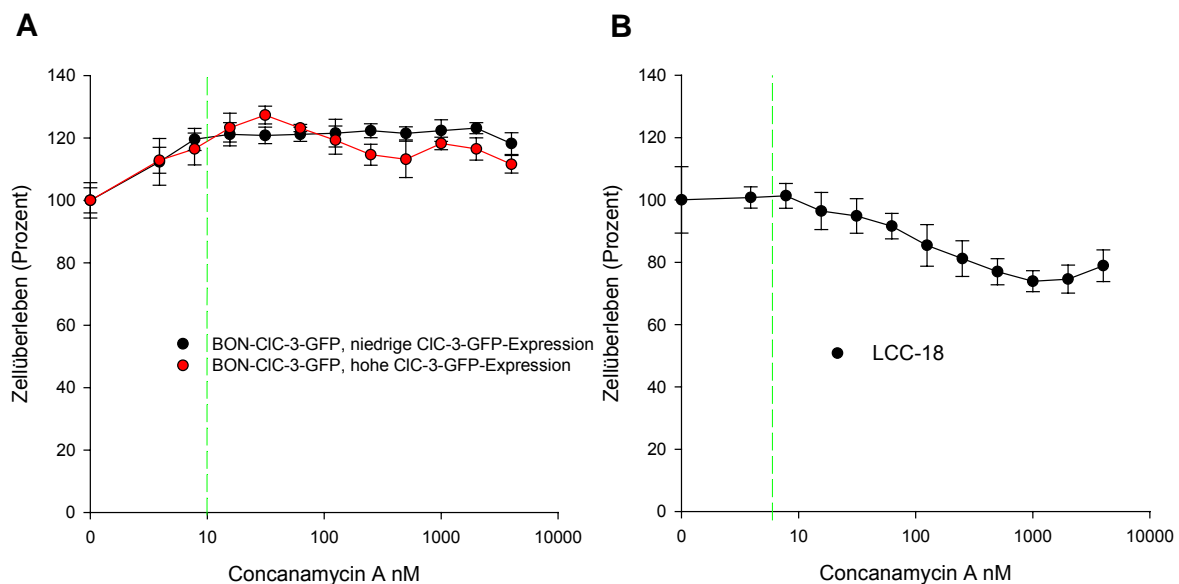 A
Zellüberleben (Prozent)
140
120
100
80
60
40
20
0
BON-ClC-3-GFP, niedrige ClC-3-GFP-Expression
BON-ClC-3-GFP, hohe ClC-3-GFP-Expression
0 10 100 1000 10000
Concanamycin A nM
B
Zellüberleben (Prozent)
140
120
100
80
60
40
20
0
LCC-18
0 10 100 1000 10000
Concanamycin A nM